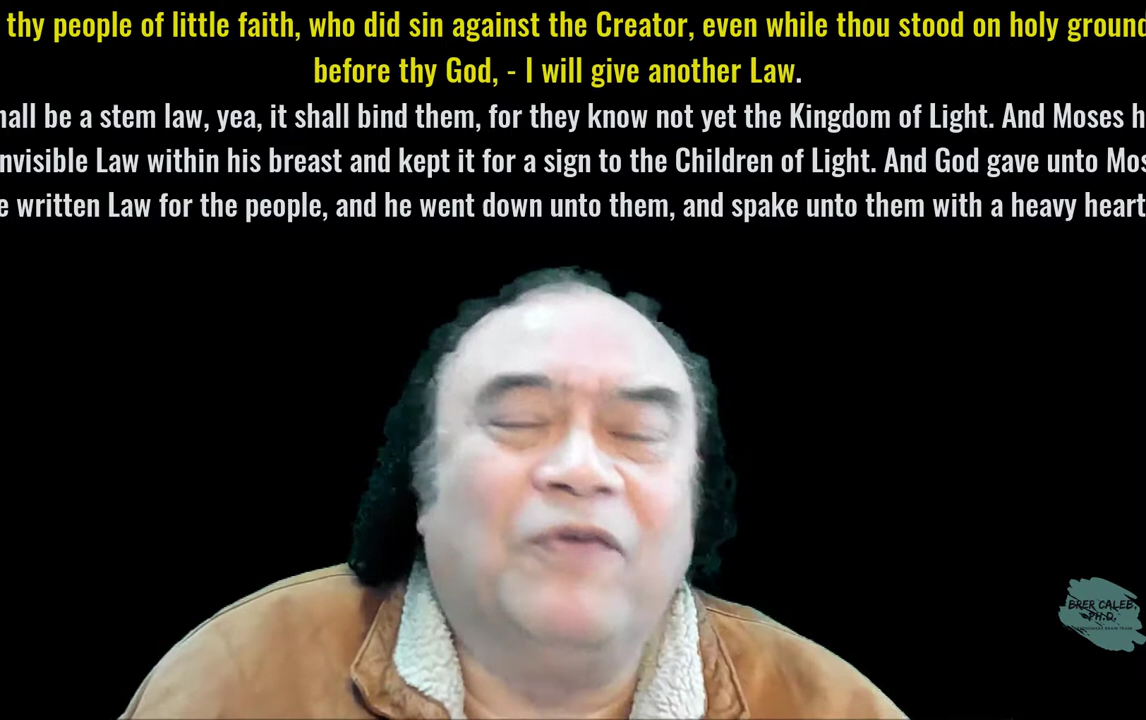 thy people of little faith, who did sin against the Creator, even while thou stood on holy ground
before thy God, - I will give another Law.
hall be a stem law, yea, it shall bind them, for they know not yet the Kingdom of Light. And Moses h
nvisible Law within his breast and kept it for a sign to the Children of Light. And God gave unto Mos
e written Law for the people, and he went down unto them, and spake unto them with a heavy heart
BRER CALEB,
PH.D.